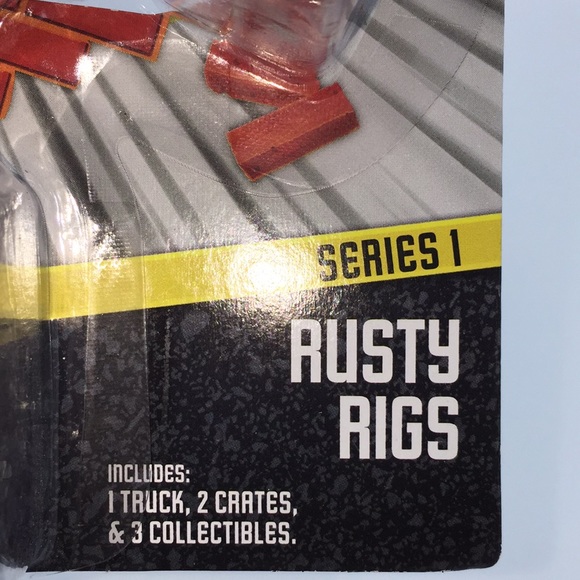 SERIES 1
RUSTY
RIGS
INCLUDES:
1 TRUCK, 2 CRATES,
& 3 COLLECTIBLES.